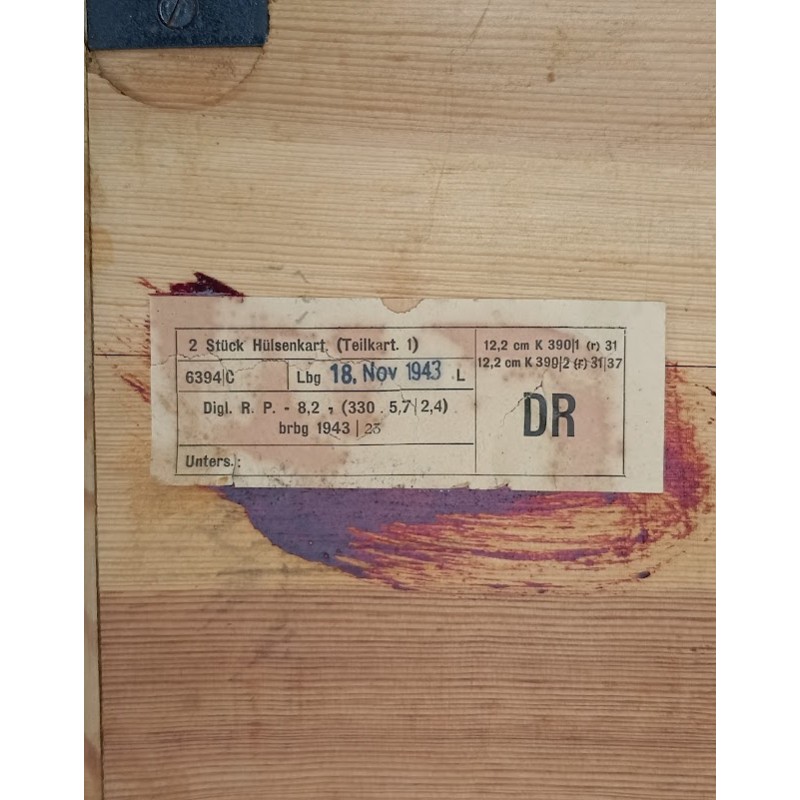 2 Stück Hülsenkart. (Teilkart. 1)
6394|C Lbg 18. Nov 1943 L
Digl. R. P. - 8,2 - (330 . 5,7|2,4)
brbg 1943 | 25
Unters.:
12,2 cm K 390|1 (r) 31
12,2 cm K 390|2 (r) 31|37
DR